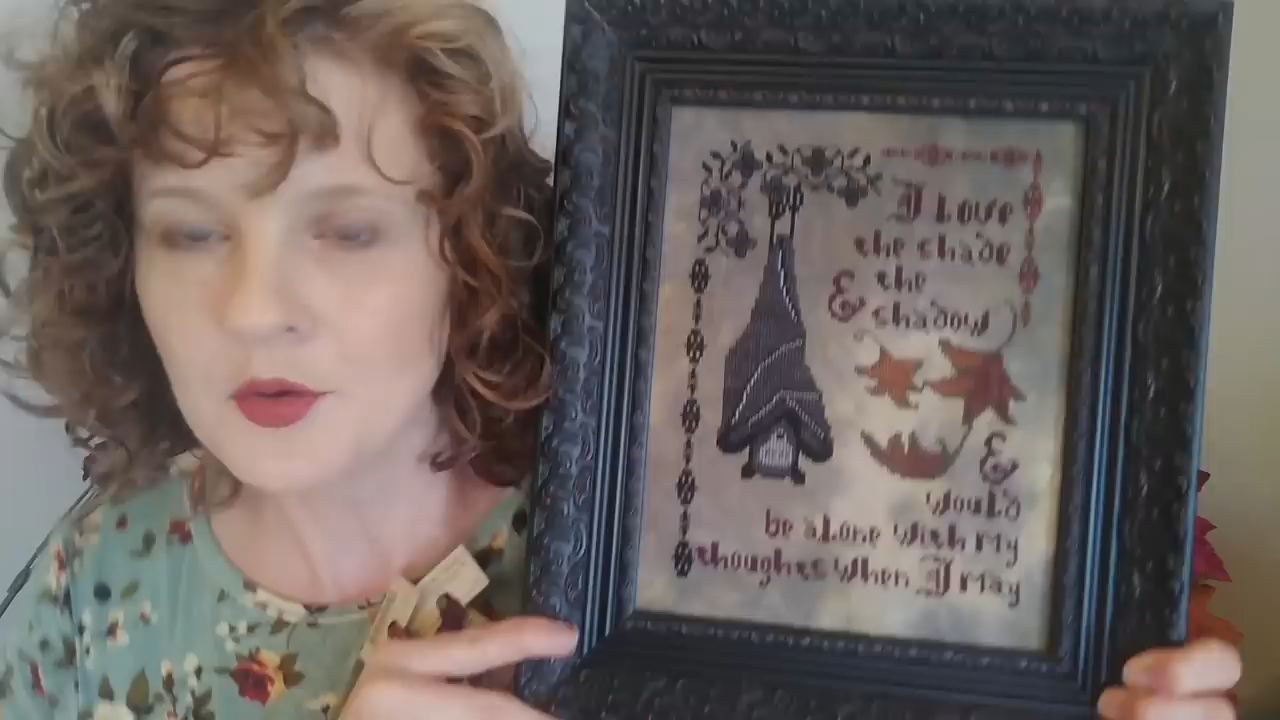 I Love
the shade
& the
shadow
&
would
be alone with my
thoughts when I may